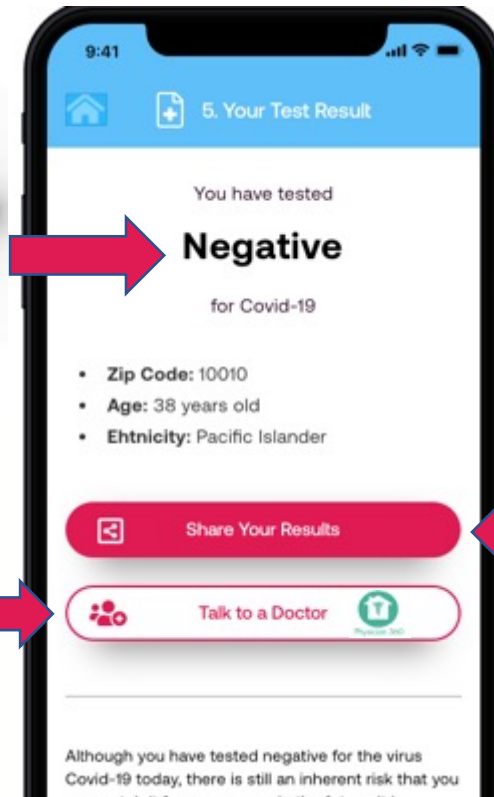 9:41
5. Your Test Result
You have tested
Negative
for Covid-19
• Zip Code: 10010
• Age: 38 years old
• Ehtnicity: Pacific Islander
Share Your Results
Talk to a Doctor
Physician 360
Although you have tested negative for the virus
Covid-19 today, there is still an inherent risk that you